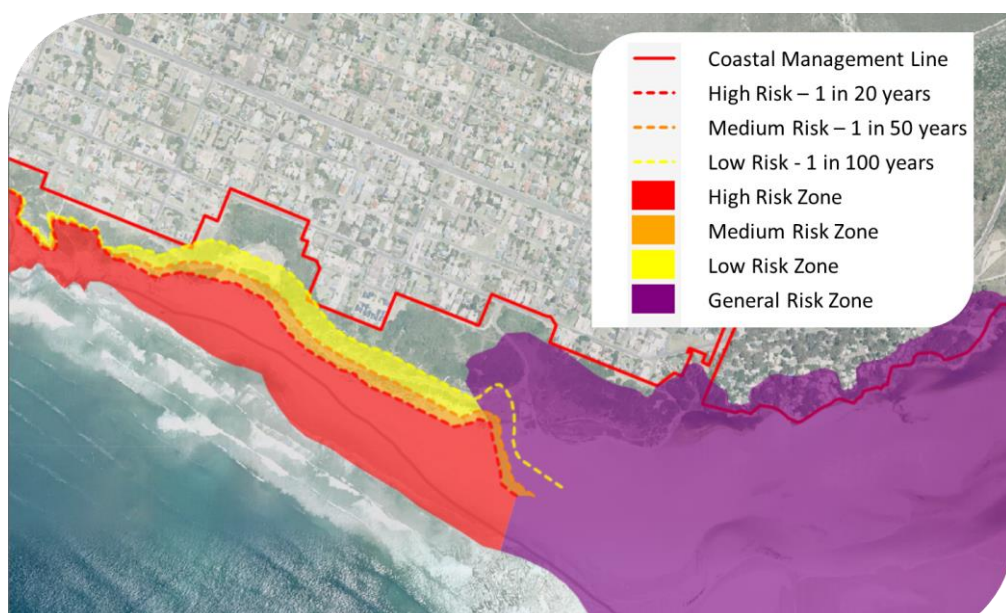 Coastal Management Line
High Risk – 1 in 20 years
Medium Risk – 1 in 50 years
Low Risk - 1 in 100 years
High Risk Zone
Medium Risk Zone
Low Risk Zone
General Risk Zone